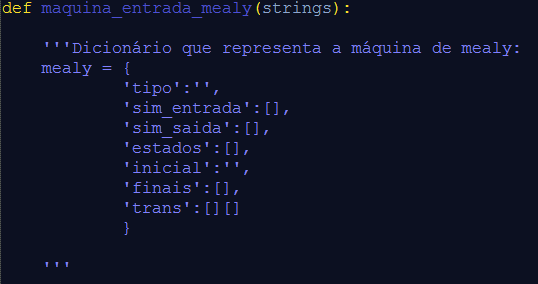 def maquina_entrada_mealy(strings):
'''Dicionário que representa a máquina de mealy:
mealy = {
'tipo':'',
'sim_entrada':[],
'sim_saida':[],
'estados':[],
'inicial':'',
'finais':[],
'trans':[][]
}
'''